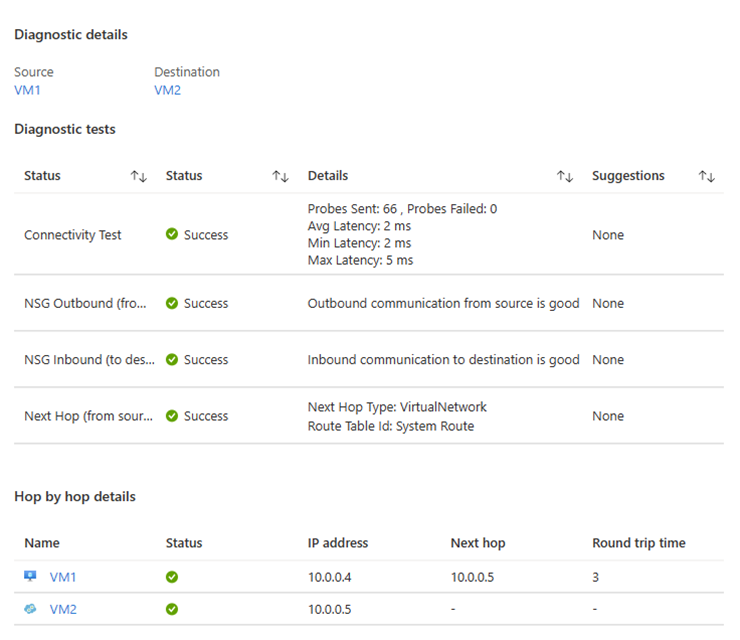 Diagnostic details
Source Destination
VM1 VM2
Diagnostic tests
Status Status Details Suggestions
Connectivity Test Success Probes Sent: 66 , Probes Failed: 0
Avg Latency: 2 ms
Min Latency: 2 ms
Max Latency: 5 ms
None
NSG Outbound (fro... Success Outbound communication from source is good None
NSG Inbound (to des... Success Inbound communication to destination is good None
Next Hop (from sour... Success Next Hop Type: VirtualNetwork
Route Table Id: System Route
None
Hop by hop details
Name Status IP address Next hop Round trip time
VM1 10.0.0.4 10.0.0.5 3
VM2 10.0.0.5 - -